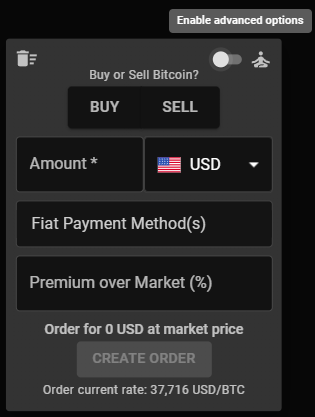 Enable advanced options
Buy or Sell Bitcoin?
BUY SELL
Amount * USD
Fiat Payment Method(s)
Premium over Market (%)
Order for 0 USD at market price
CREATE ORDER
Order current rate: 37,716 USD/BTC